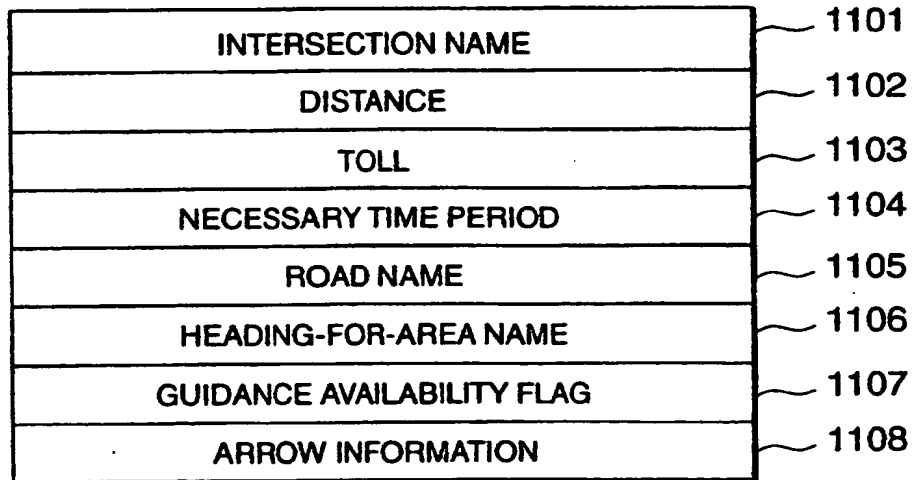 INTERSECTION NAME 1101
DISTANCE 1102
TOLL 1103
NECESSARY TIME PERIOD 1104
ROAD NAME 1105
HEADING-FOR-AREA NAME 1106
GUIDANCE AVAILABILITY FLAG 1107
ARROW INFORMATION 1108